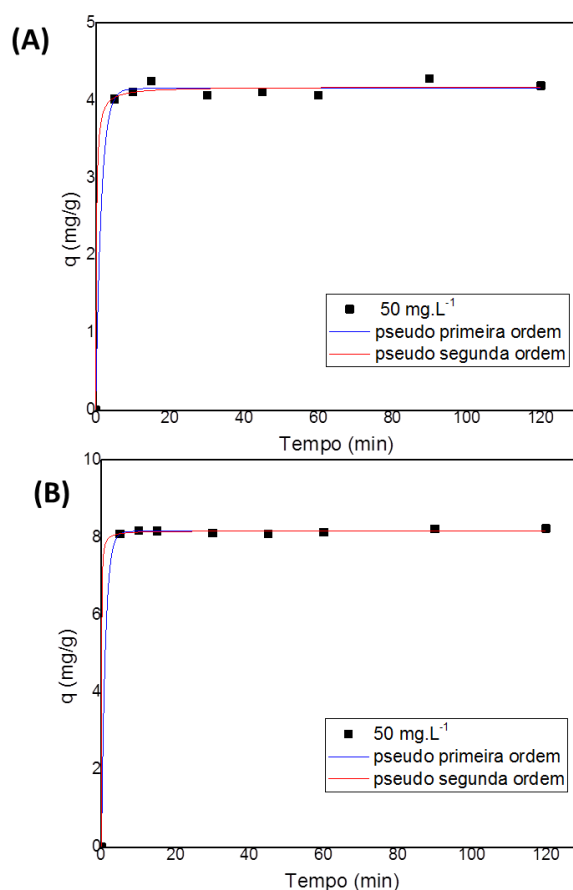 (A)
q (mg/g)
5
4
3
2
1
0
50 mg.L⁻¹
pseudo primeira ordem
pseudo segunda ordem
20 40 60 80 100 120
Tempo (min)
(B)
q (mg/g)
10
8
6
4
2
0
50 mg.L⁻¹
pseudo primeira ordem
pseudo segunda ordem
0 20 40 60 80 100 120
Tempo (min)